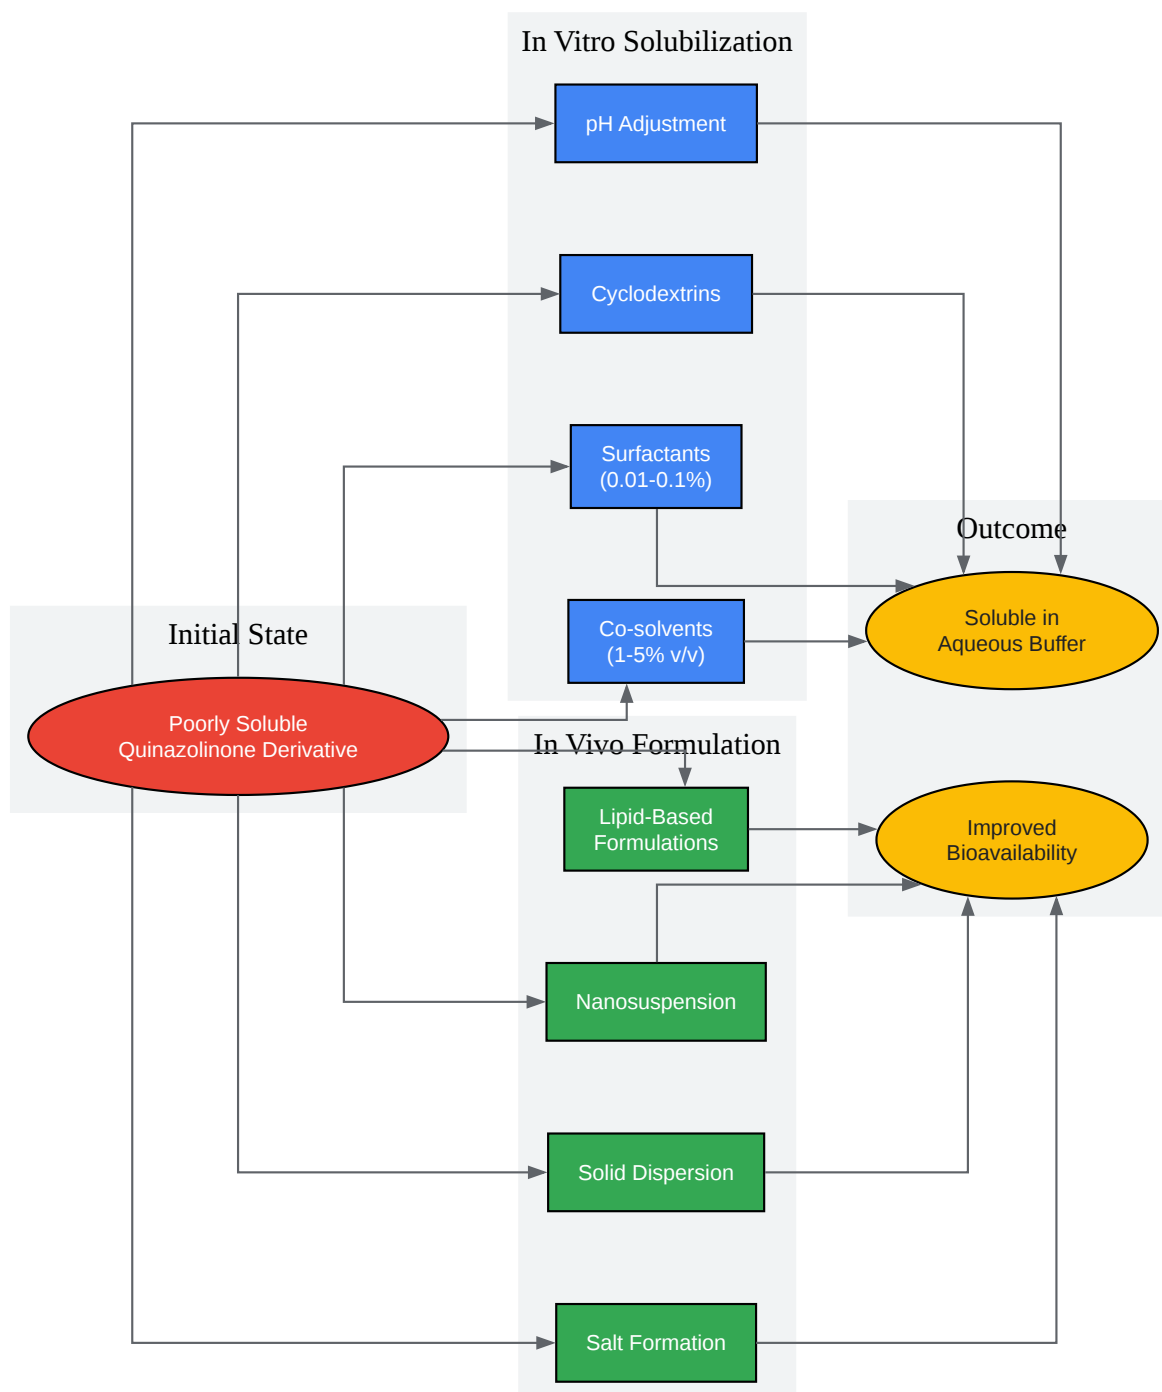 In Vitro Solubilization
pH Adjustment
Cyclodextrins
Surfactants
(0.01-0.1%)
Co-solvents
(1-5% v/v)
Initial State
Poorly Soluble
Quinazolinone Derivative
In Vivo Formulation
Lipid-Based
Formulations
Nanosuspension
Solid Dispersion
Salt Formation
Outcome
Soluble in
Aqueous Buffer
Improved
Bioavailability